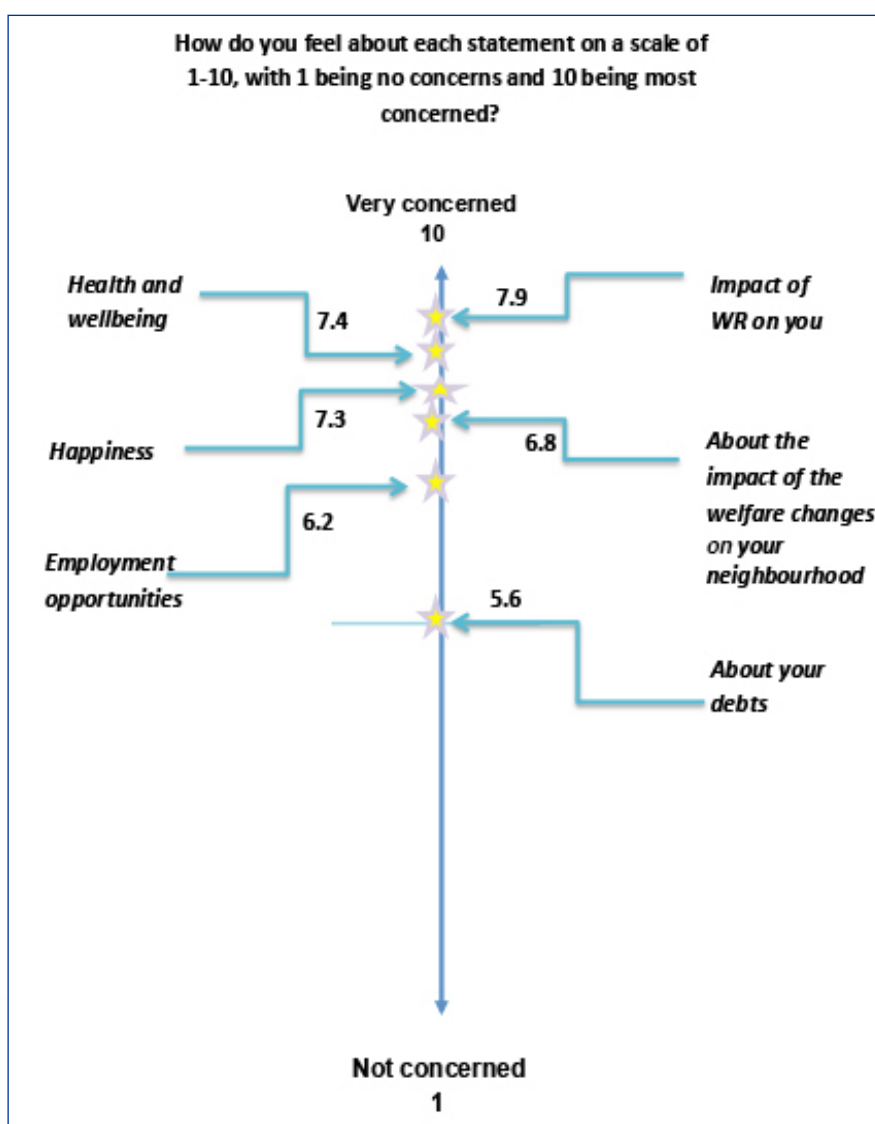 How do you feel about each statement on a scale of
1-10, with 1 being no concerns and 10 being most
concerned?
Very concerned
10
Health and
wellbeing
7.4
7.9
Impact of
WR on you
Happiness
7.3
6.8
About the
impact of the
welfare changes
on your
neighbourhood
Employment
opportunities
6.2
5.6
About your
debts
Not concerned
1